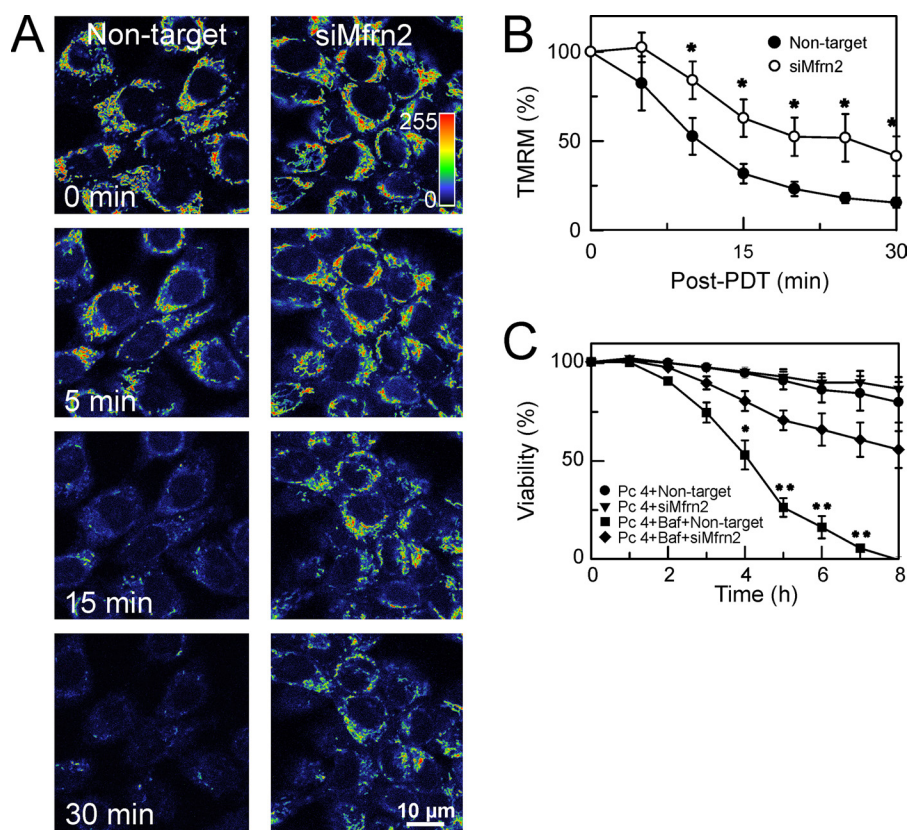 A
Non-target
siMfrn2
255
0
0 min
5 min
15 min
30 min
10 µm
B
TMRM (%)
100
50
0
0
15
30
Post-PDT (min)
Non-target
siMfrn2
*
*
*
*
*
C
Viability (%)
100
50
0
0
2
4
6
8
Time (h)
Pc 4+Non-target
Pc 4+siMfrn2
Pc 4+Baf+Non-target
Pc 4+Baf+siMfrn2
*
**
**
**